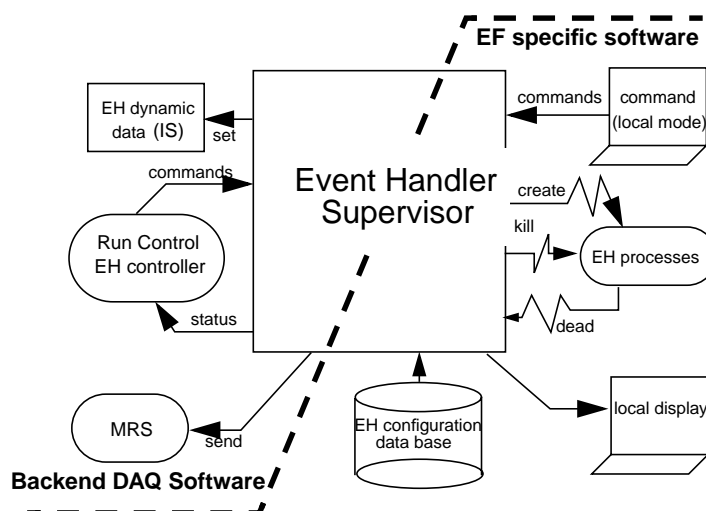 EF specific software
EH dynamic
data (IS)
set
commands
command
(local mode)
commands
Event Handler
Supervisor
create
kill
Run Control
EH controller
EH processes
status
dead
MRS
send
EH configuration
data base
local display
Backend DAQ Software